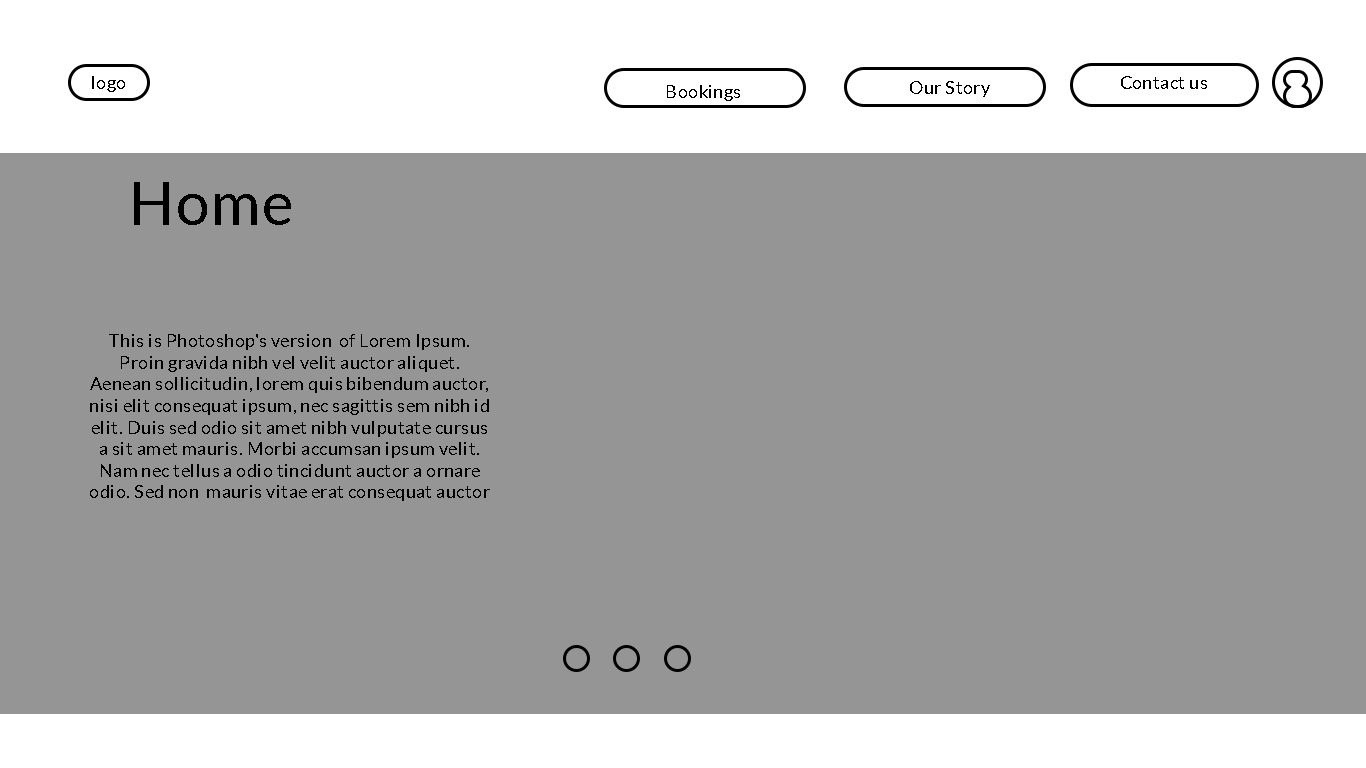 logo
Bookings
Our Story
Contact us
Home
This is Photoshop's version of Lorem Ipsum.
Proin gravida nibh vel velit auctor aliquet.
Aenean sollicitudin, lorem quis bibendum auctor,
nisi elit consequat ipsum, nec sagittis sem nibh id
elit. Duis sed odio sit amet nibh vulputate cursus
a sit amet mauris. Morbi accumsan ipsum velit.
Nam nec tellus a odio tincidunt auctor a ornare
odio. Sed non mauris vitae erat consequat auctor